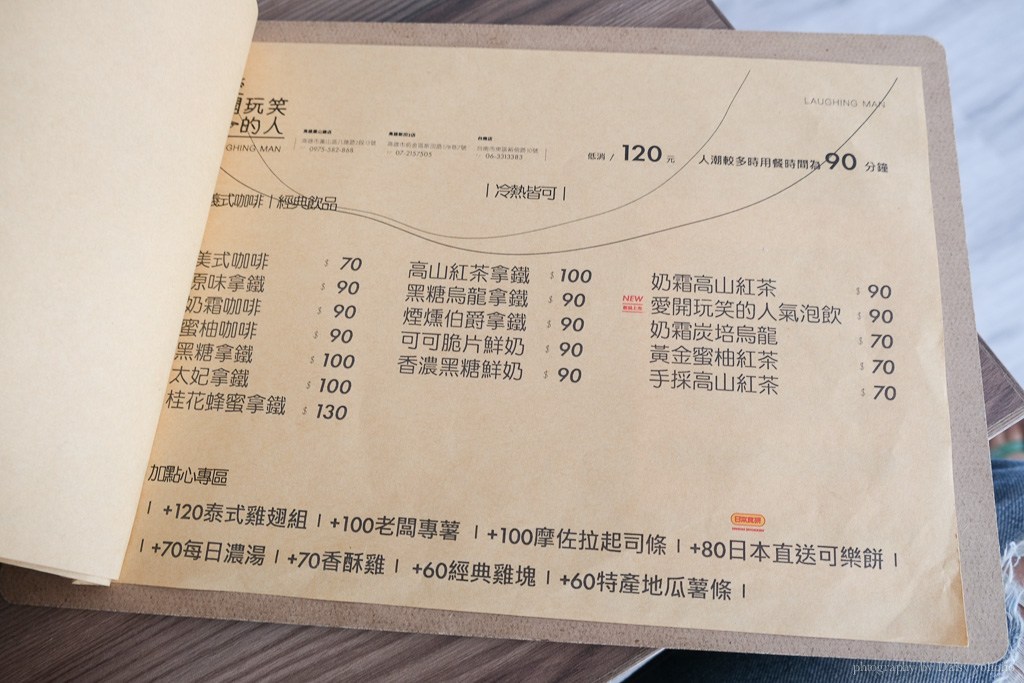 LAUGHING MAN
玩笑
的人
GHING MAN
0975-582-868
07-2157505
06-3313383
低消 / 120 元
人潮較多時用餐時間為 90 分鐘
| 冷熱皆可 |
義式咖啡 | 經典飲品
美式咖啡 $ 70
原味拿鐵 $ 90
奶霜咖啡 $ 90
蜜柚咖啡 $ 90
黑糖拿鐵 $ 100
太妃拿鐵 $ 100
桂花蜂蜜拿鐵 $ 130
高山紅茶拿鐵 $ 100
黑糖烏龍拿鐵 $ 90
煙燻伯爵拿鐵 $ 90
可可脆片鮮奶 $ 90
香濃黑糖鮮奶 $ 90
奶霜高山紅茶 $ 90
NEW 愛開玩笑的人氣泡飲 $ 90
奶霜炭培烏龍 $ 70
黃金蜜柚紅茶 $ 70
手採高山紅茶 $ 70
加點心專區
| +120泰式雞翅組 | +100老闆專薯 | +100摩佐拉起司條 | +80日本直送可樂餅 |
| +70每日濃湯 | +70香酥雞 | +60經典雞塊 | +60特產地瓜薯條 |